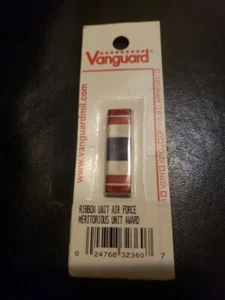 Vanguard
www.vanguardmil.com
RIBBON UNIT AIR FORCE
MERITORIOUS UNIT AWARD
0 24768 32360 7